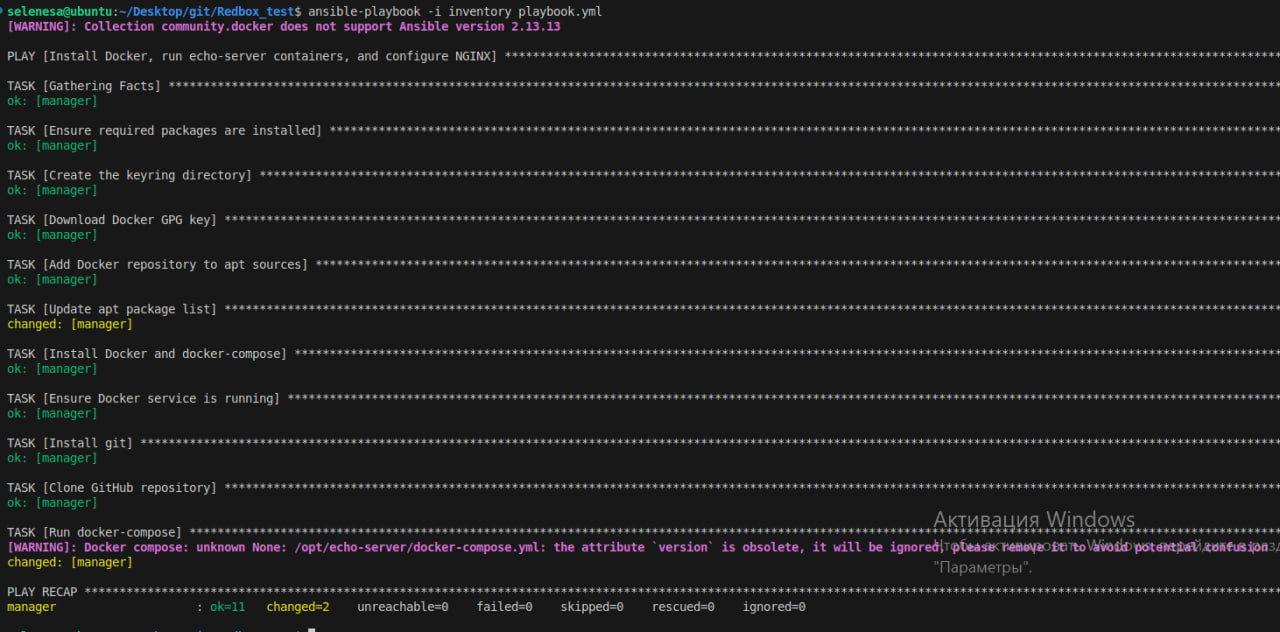 selenesa@ubuntu:~/Desktop/git/Redbox_test$ ansible-playbook -i inventory playbook.yml
[WARNING]: Collection community.docker does not support Ansible version 2.13.13
PLAY [Install Docker, run echo-server containers, and configure NGINX] ****************************************************************************************************************
TASK [Gathering Facts] ****************************************************************************************************************************************************************
ok: [manager]
TASK [Ensure required packages are installed] *****************************************************************************************************************************************
ok: [manager]
TASK [Create the keyring directory] ***************************************************************************************************************************************************
ok: [manager]
TASK [Download Docker GPG key] ********************************************************************************************************************************************************
ok: [manager]
TASK [Add Docker repository to apt sources] *******************************************************************************************************************************************
ok: [manager]
TASK [Update apt package list] ********************************************************************************************************************************************************
changed: [manager]
TASK [Install Docker and docker-compose] **********************************************************************************************************************************************
ok: [manager]
TASK [Ensure Docker service is running] ***********************************************************************************************************************************************
ok: [manager]
TASK [Install git] ********************************************************************************************************************************************************************
ok: [manager]
TASK [Clone GitHub repository] ********************************************************************************************************************************************************
ok: [manager]
TASK [Run docker-compose] *************************************************************************************************************************************************************
[WARNING]: Docker compose: unknown None: /opt/echo-server/docker-compose.yml: the attribute `version` is obsolete, it will be ignored, please remove it to avoid potential confusion
changed: [manager]
PLAY RECAP ****************************************************************************************************************************************************************************
manager : ok=11 changed=2 unreachable=0 failed=0 skipped=0 rescued=0 ignored=0
Активация Windows
Чтобы активировать Windows, перейдите в
"Параметры".